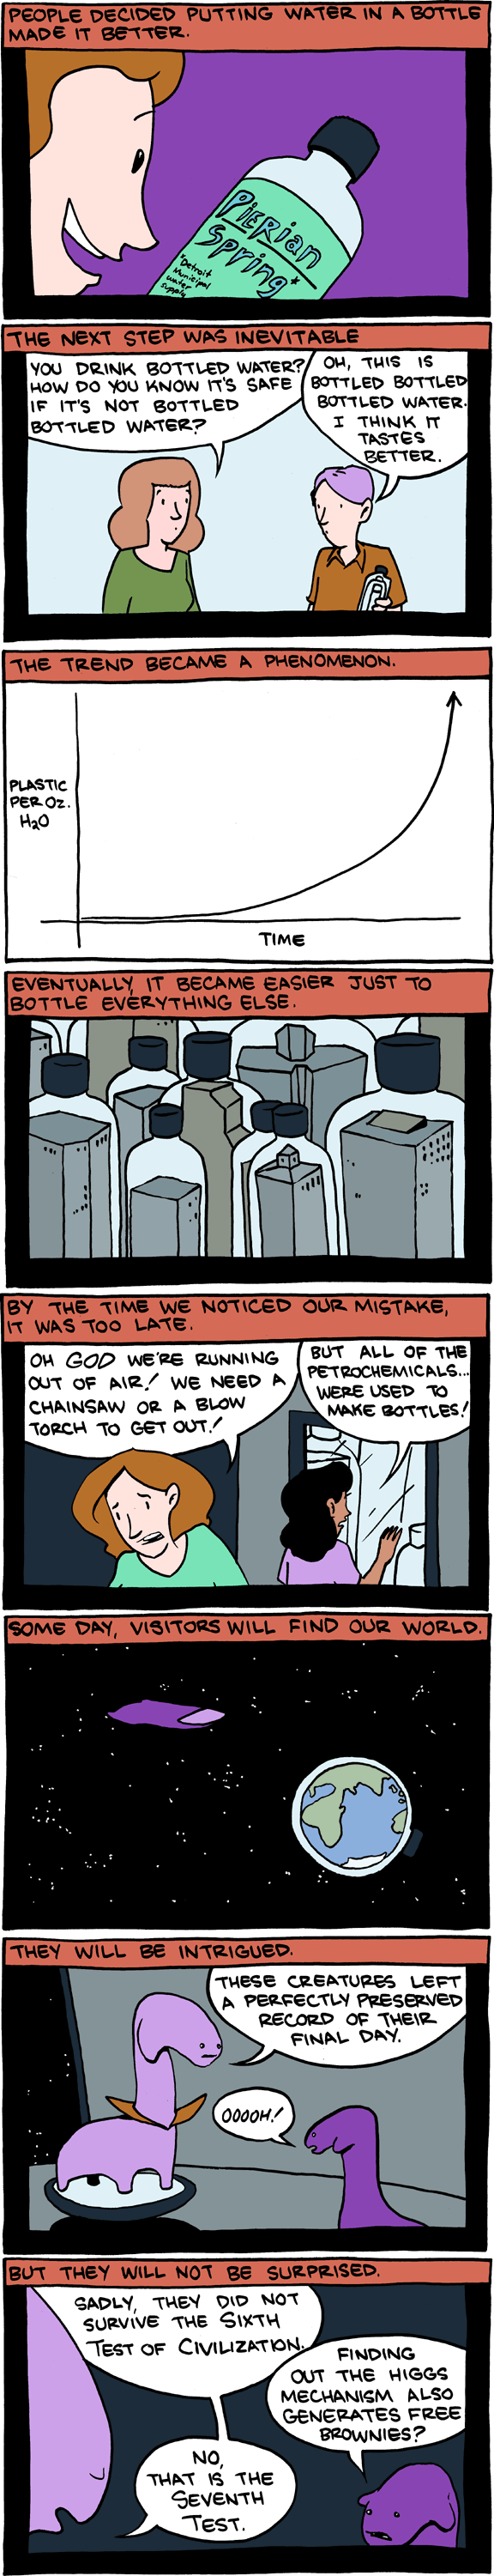 PEOPLE DECIDED PUTTING WATER IN A BOTTLE
MADE IT BETTER.
PIERIAN
Spring*
*Detroit
Municipal
water
supply
THE NEXT STEP WAS INEVITABLE
YOU DRINK BOTTLED WATER?
HOW DO YOU KNOW IT'S SAFE
IF IT'S NOT BOTTLED
BOTTLED WATER?
OH, THIS IS
BOTTLED BOTTLED
BOTTLED WATER.
I THINK IT
TASTES
BETTER.
THE TREND BECAME A PHENOMENON.
PLASTIC
PER OZ.
H2O
TIME
EVENTUALLY, IT BECAME EASIER JUST TO
BOTTLE EVERYTHING ELSE.
BY THE TIME WE NOTICED OUR MISTAKE,
IT WAS TOO LATE.
OH GOD WE'RE RUNNING
OUT OF AIR! WE NEED A
CHAINSAW OR A BLOW
TORCH TO GET OUT!
BUT ALL OF THE
PETROCHEMICALS...
WERE USED TO
MAKE BOTTLES!
SOME DAY, VISITORS WILL FIND OUR WORLD.
THEY WILL BE INTRIGUED.
THESE CREATURES LEFT
A PERFECTLY PRESERVED
RECORD OF THEIR
FINAL DAY.
OOOOH!
BUT THEY WILL NOT BE SURPRISED.
SADLY, THEY DID NOT
SURVIVE THE SIXTH
TEST OF CIVILIZATION.
FINDING
OUT THE HIGGS
MECHANISM ALSO
GENERATES FREE
BROWNIES?
NO,
THAT IS THE
SEVENTH
TEST.